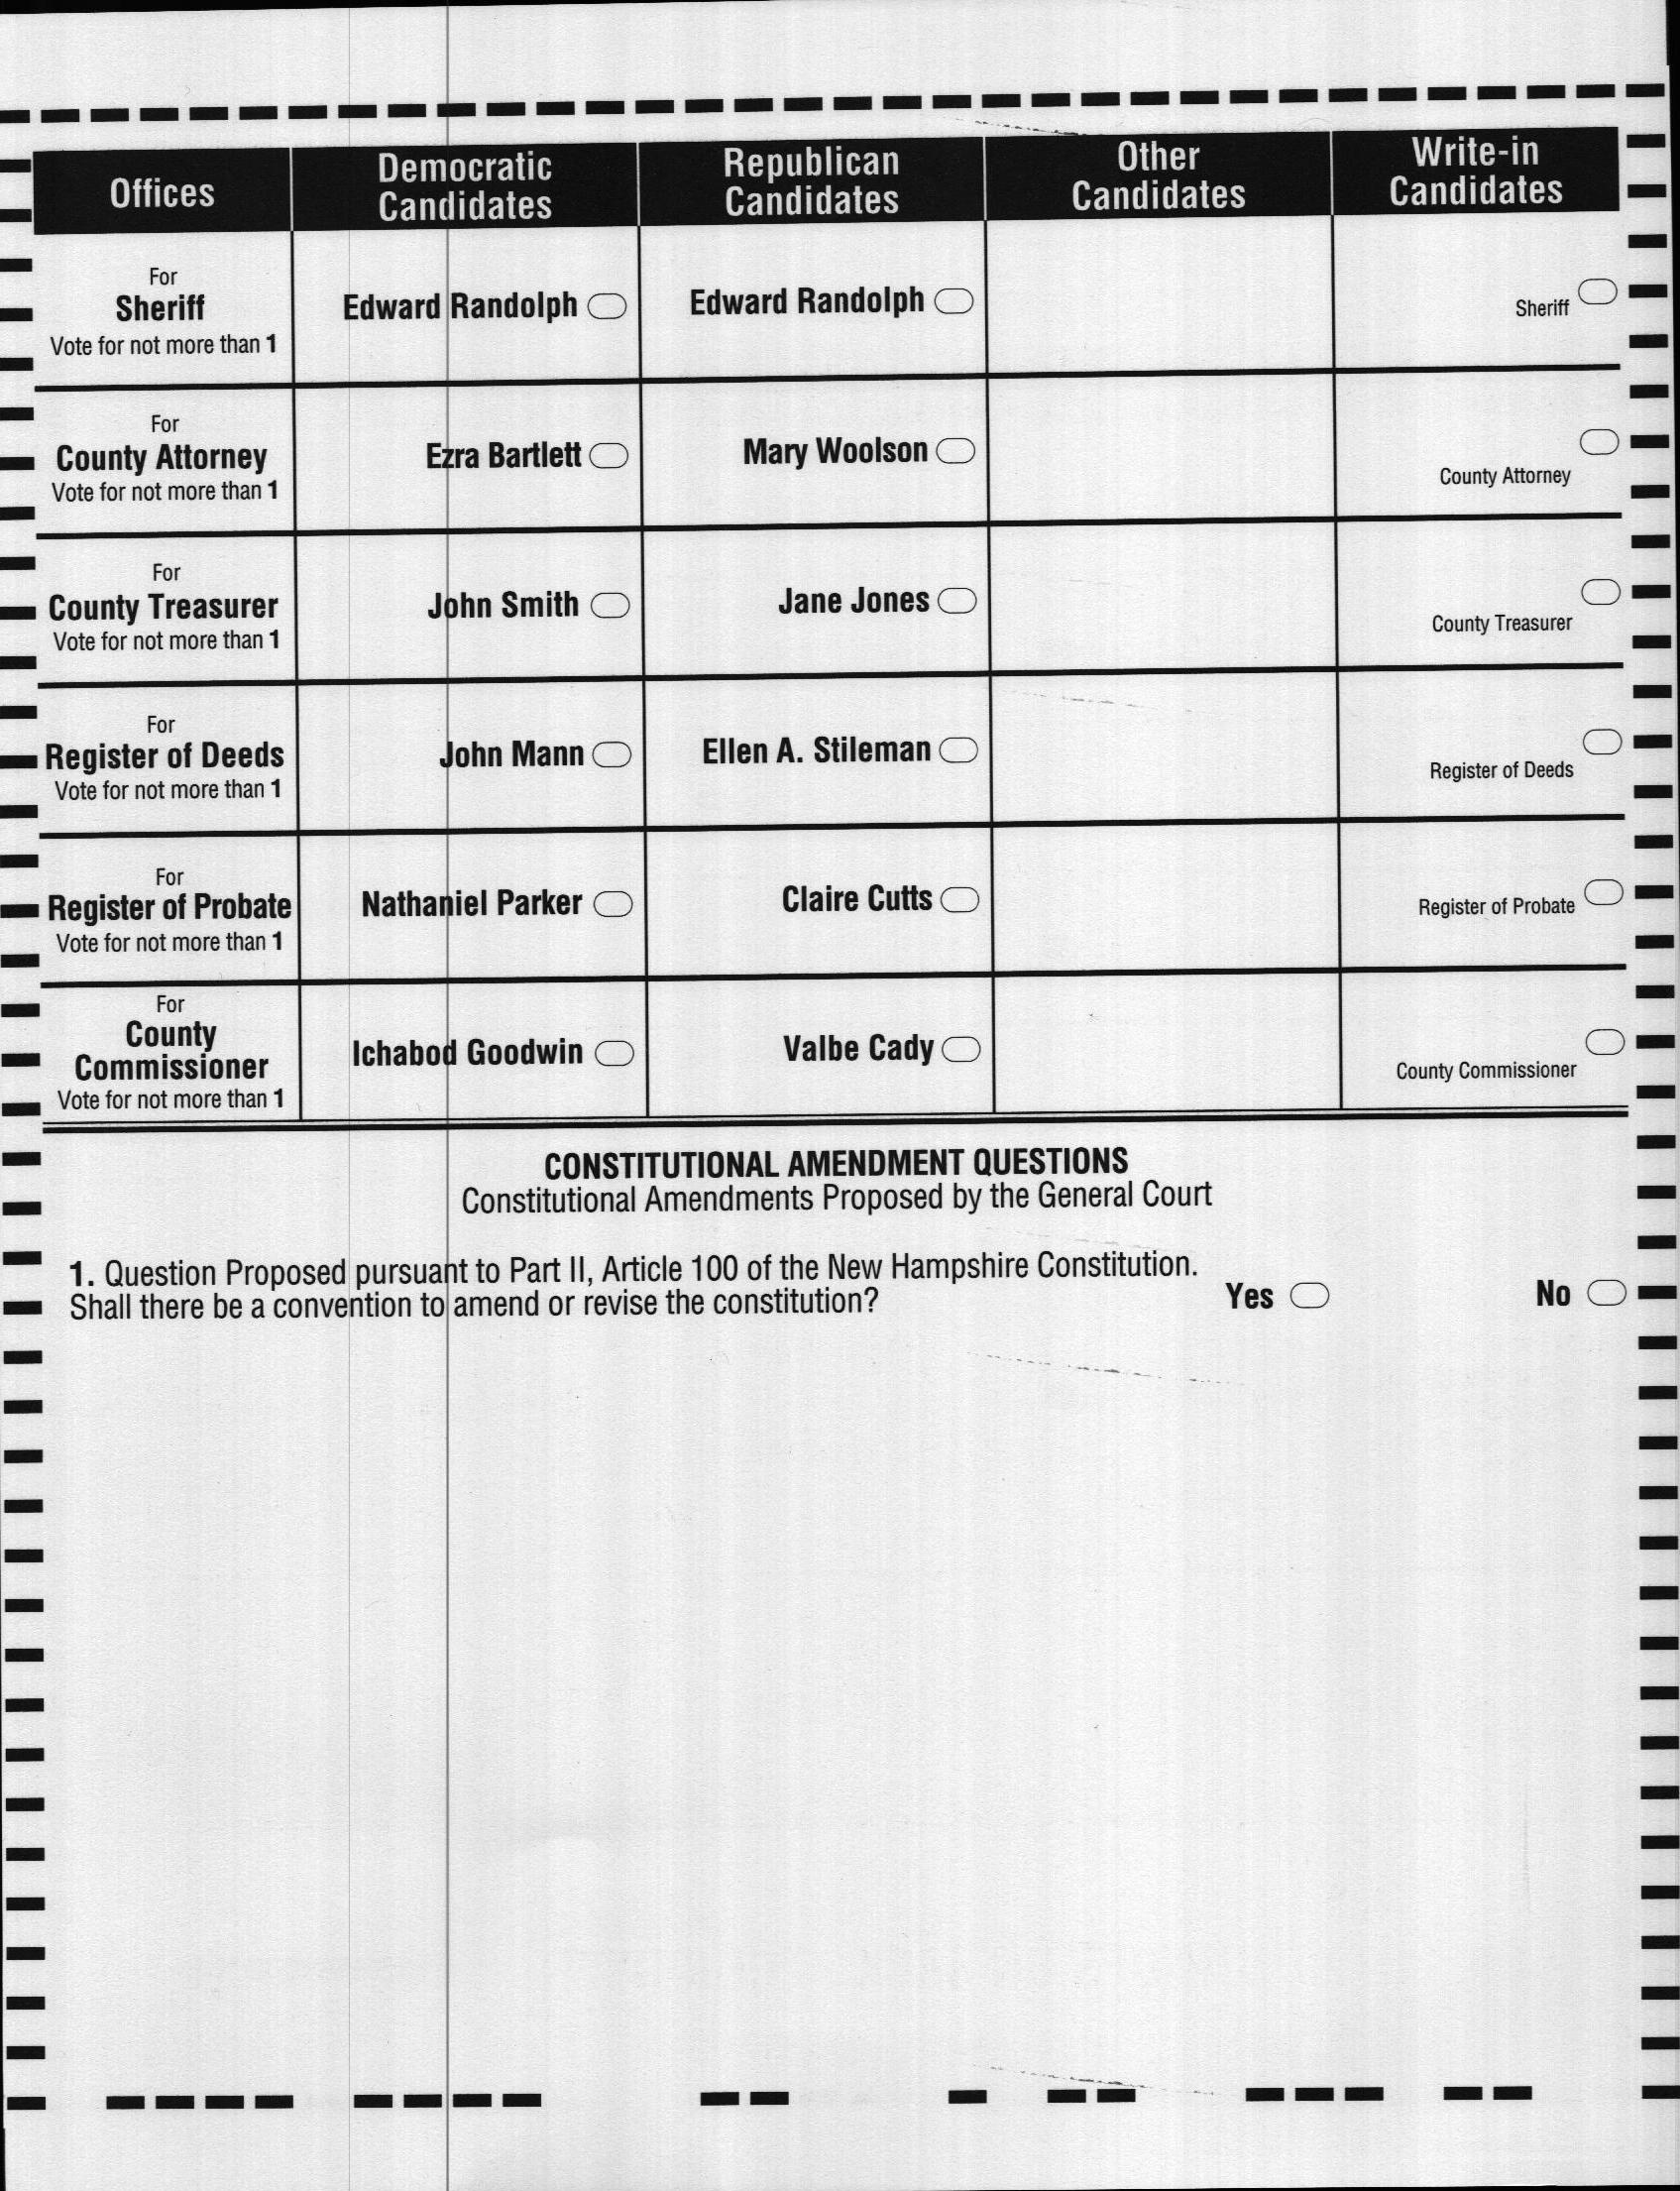 Offices
Democratic
Candidates
Republican
Candidates
Other
Candidates
Write-in
Candidates
For
Sheriff
Vote for not more than 1
Edward Randolph
Edward Randolph
Sheriff
For
County Attorney
Vote for not more than 1
Ezra Bartlett
Mary Woolson
County Attorney
For
County Treasurer
Vote for not more than 1
John Smith
Jane Jones
County Treasurer
For
Register of Deeds
Vote for not more than 1
John Mann
Ellen A. Stileman
Register of Deeds
For
Register of Probate
Vote for not more than 1
Nathaniel Parker
Claire Cutts
Register of Probate
For
County
Commissioner
Vote for not more than 1
Ichabod Goodwin
Valbe Cady
County Commissioner
CONSTITUTIONAL AMENDMENT QUESTIONS
Constitutional Amendments Proposed by the General Court
1. Question Proposed pursuant to Part II, Article 100 of the New Hampshire Constitution.
Shall there be a convention to amend or revise the constitution?
Yes
No